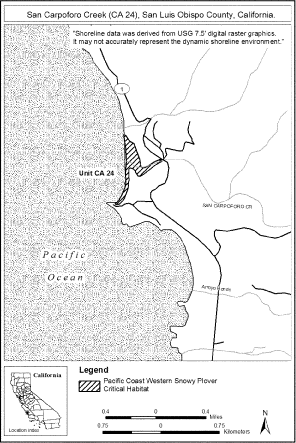 San Carpoforo Creek (CA 24), San Luis Obispo County, California.
"Shoreline data was derived from USG 7.5' digital raster graphics.
It may not accurately represent the dynamic shoreline environment."
1
Unit CA 24
SAN CARPOFORO CR
Pacific
Ocean
Arroyo Hondo
California
Location Index
Legend
Pacific Coast Western Snowy Plover
Critical Habitat
0.4 0 0.4
Miles
0.75 0 0.75
Kilometers
N